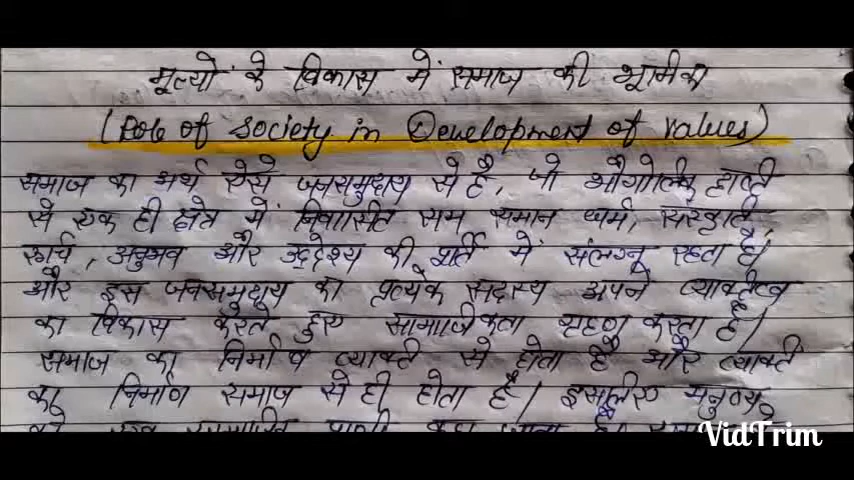 मूल्यों के विकास में समाज की भूमिका
(Role of Society in Development of Values)
समाज का अर्थ ऐसे जनसमुदाय से है, जो भौगोलिक दृष्टि
से एक ही क्षेत्र में निवासित सम समान धर्म, संस्कृति,
रूचि, अनुभव और उद्देश्य की पूर्ति में संलग्न रहता है।
और इस जनसमुदाय का प्रत्येक सदस्य अपने व्यक्तित्व
का विकास करते हुए सामाजिकता ग्रहण करता है।
समाज का निर्माण व्यक्ति से होता है और व्यक्ति
का निर्माण समाज से ही होता है। इसलिए मनुष्य
को एक सामाजिक प्राणी कहा जाता है।
VidTrim